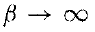 β → ∞